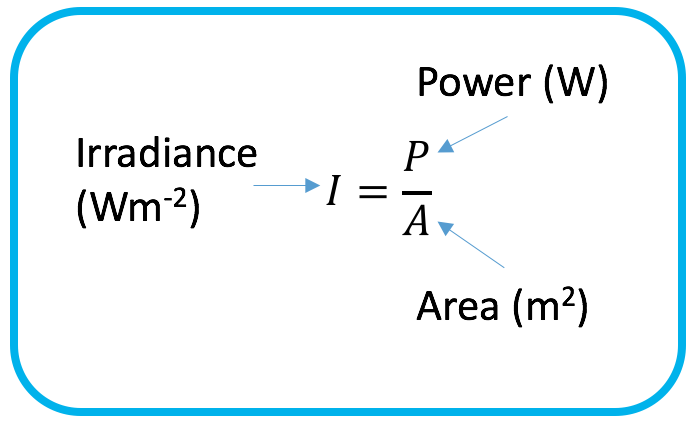 Power (W)
Irradiance
(Wm⁻²)
I = P/A
Area (m²)